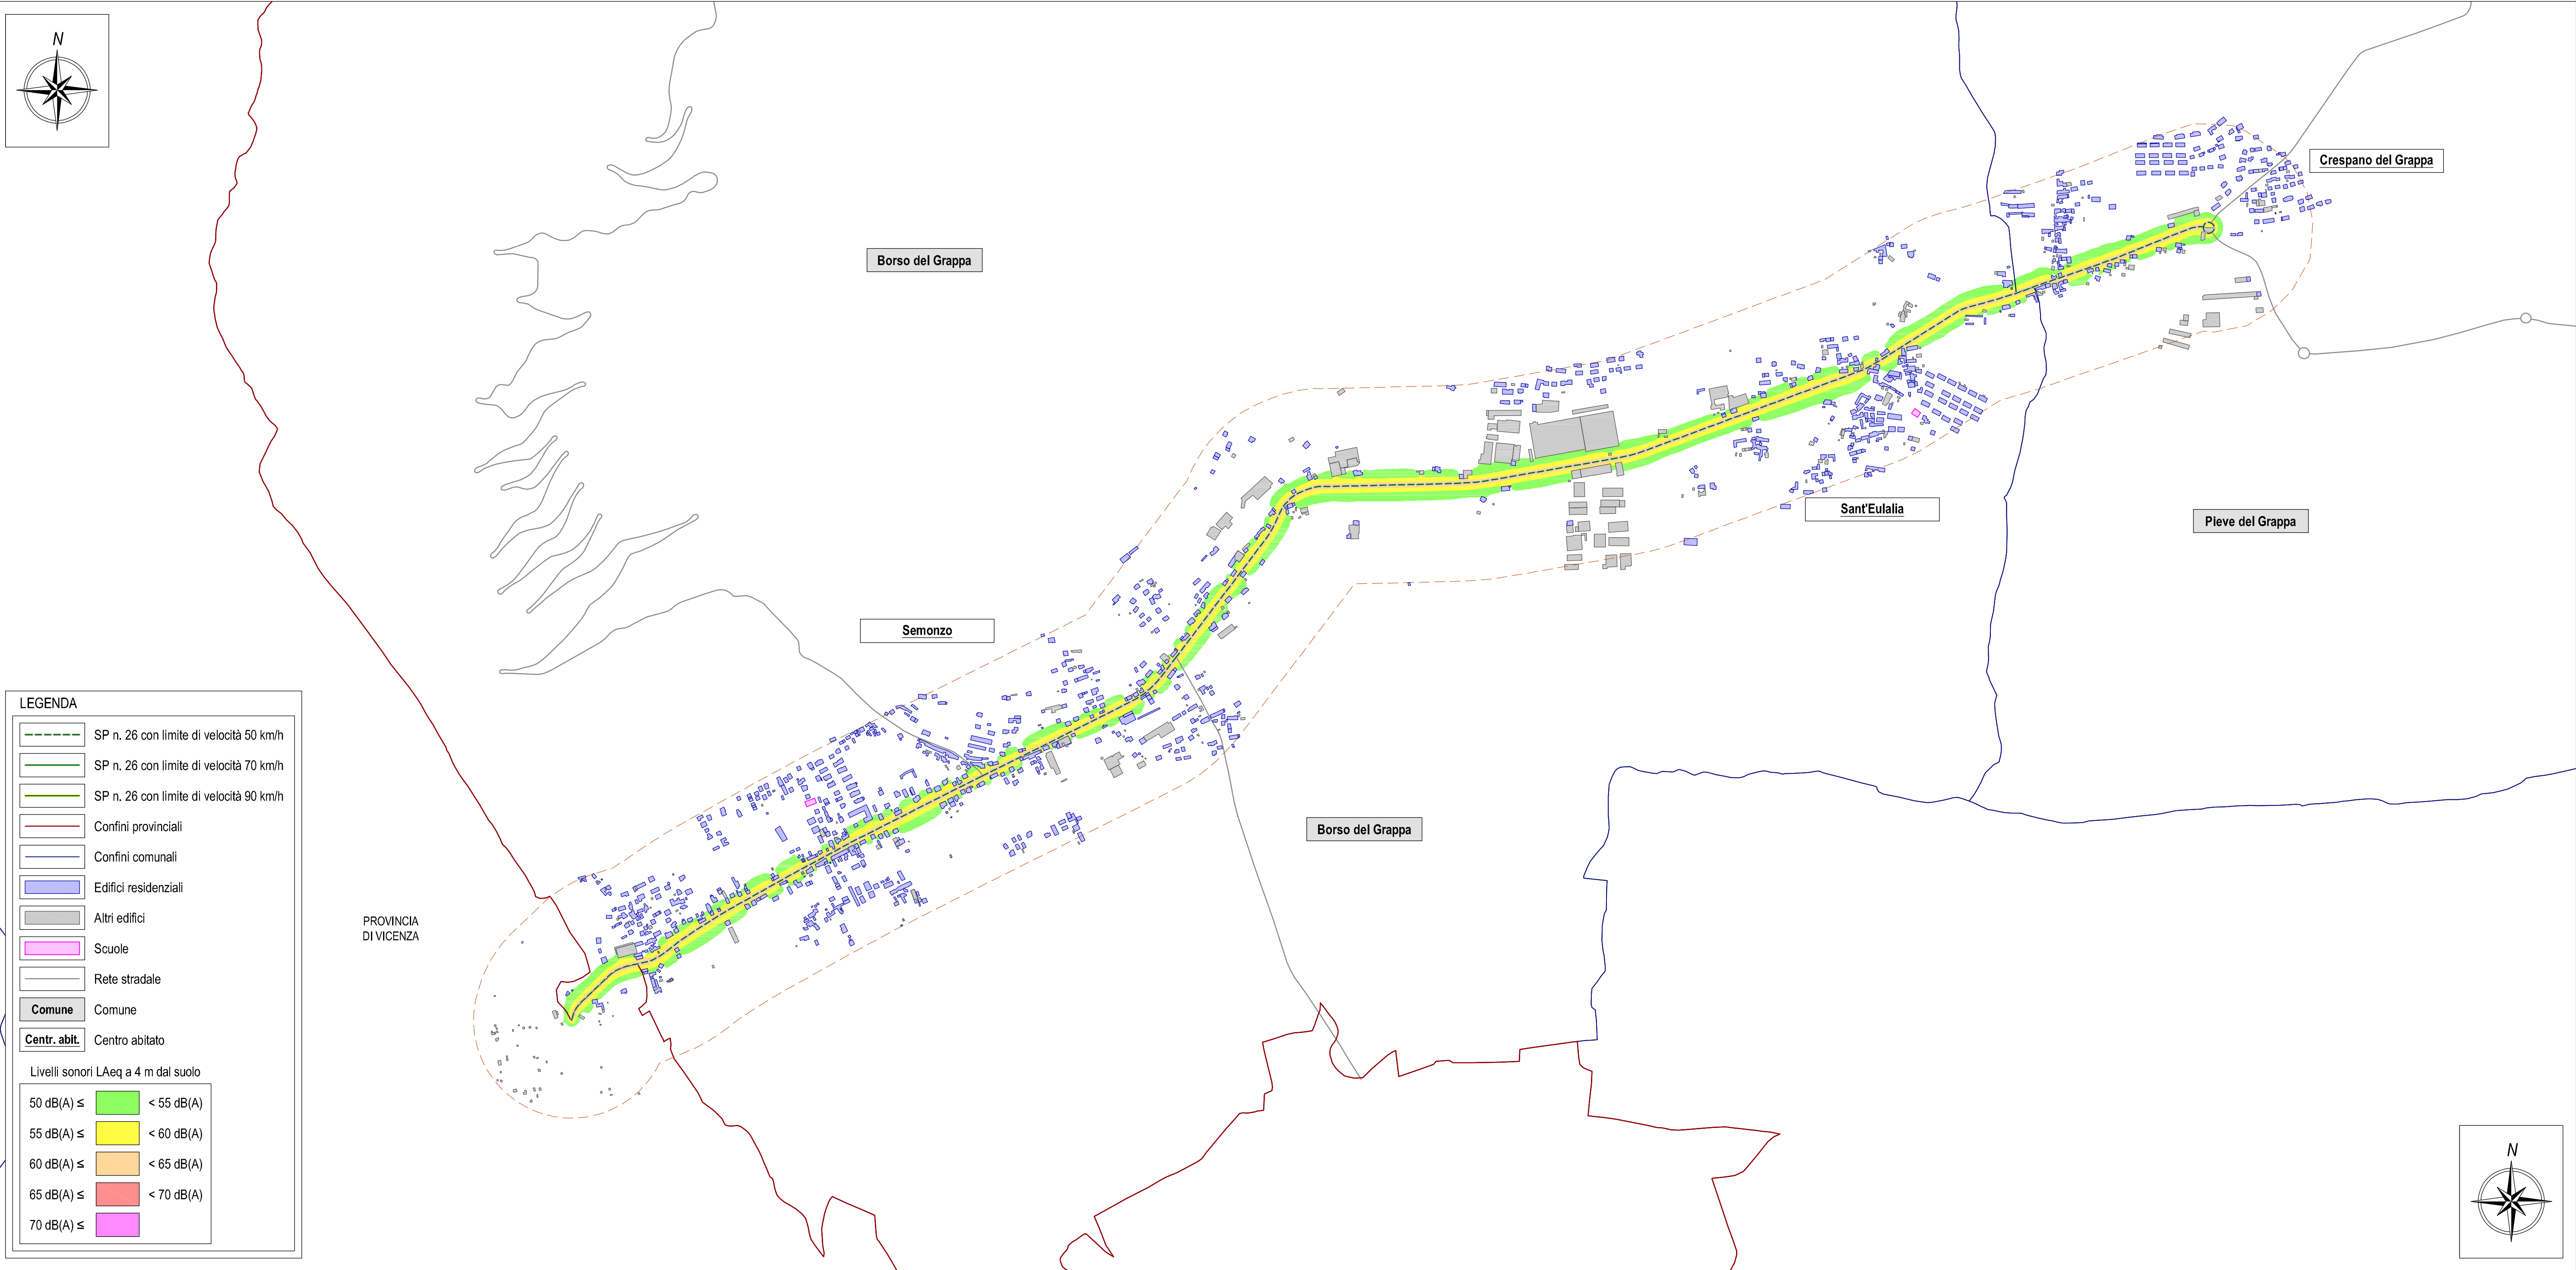 N
Crespano del Grappa
Borso del Grappa
Sant'Eulalia
Pieve del Grappa
Semonzo
Borso del Grappa
PROVINCIA
DI VICENZA
LEGENDA
SP n. 26 con limite di velocità 50 km/h
SP n. 26 con limite di velocità 70 km/h
SP n. 26 con limite di velocità 90 km/h
Confini provinciali
Confini comunali
Edifici residenziali
Altri edifici
Scuole
Rete stradale
Comune Comune
Centr. abit. Centro abitato
Livelli sonori LAeq a 4 m dal suolo
50 dB(A) ≤ < 55 dB(A)
55 dB(A) ≤ < 60 dB(A)
60 dB(A) ≤ < 65 dB(A)
65 dB(A) ≤ < 70 dB(A)
70 dB(A) ≤
N